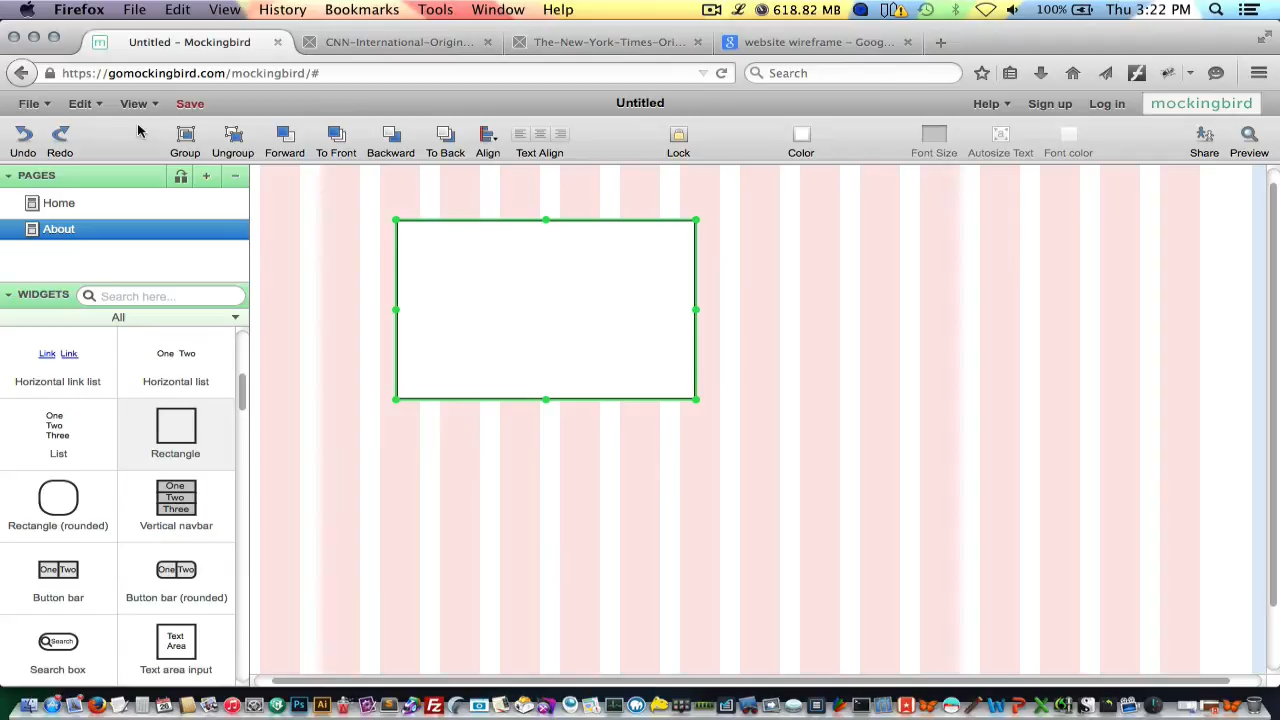 Firefox File Edit View History Bookmarks Tools Window Help 618.82 MB 100% Thu 3:22 PM
Untitled – Mockingbird CNN-International-Origin... The-New-York-Times-Ori... website wireframe – Goog...
https://gomockingbird.com/mockingbird/# Search
File Edit View Save Untitled Help Sign up Log in mockingbird
Undo Redo Group Ungroup Forward To Front Backward To Back Align Text Align Lock Color Font Size Autosize Text Font color Share Preview
PAGES
Home
About
WIDGETS Search here...
All
Link Link One Two
Horizontal link list Horizontal list
One
Two
Three
List Rectangle
One
Two
Three
Rectangle (rounded) Vertical navbar
One Two One Two
Button bar Button bar (rounded)
Search Text
Area
Search box Text area input